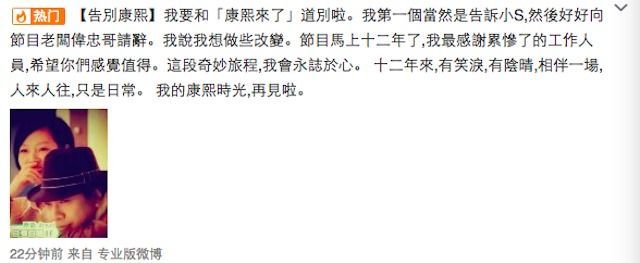 热门 【告別康熙】我要和「康熙來了」道別啦。我第一個當然是告訴小S,然後好好向
節目老闆偉忠哥請辭。我說我想做些改變。節目馬上十二年了,我最感謝累慘了的工作人
員,希望你們感覺值得。這段奇妙旅程,我會永誌於心。 十二年來,有笑淚,有陰晴,相伴一場,
人來人往,只是日常。 我的康熙時光,再見啦。
22分钟前 来自 专业版微博